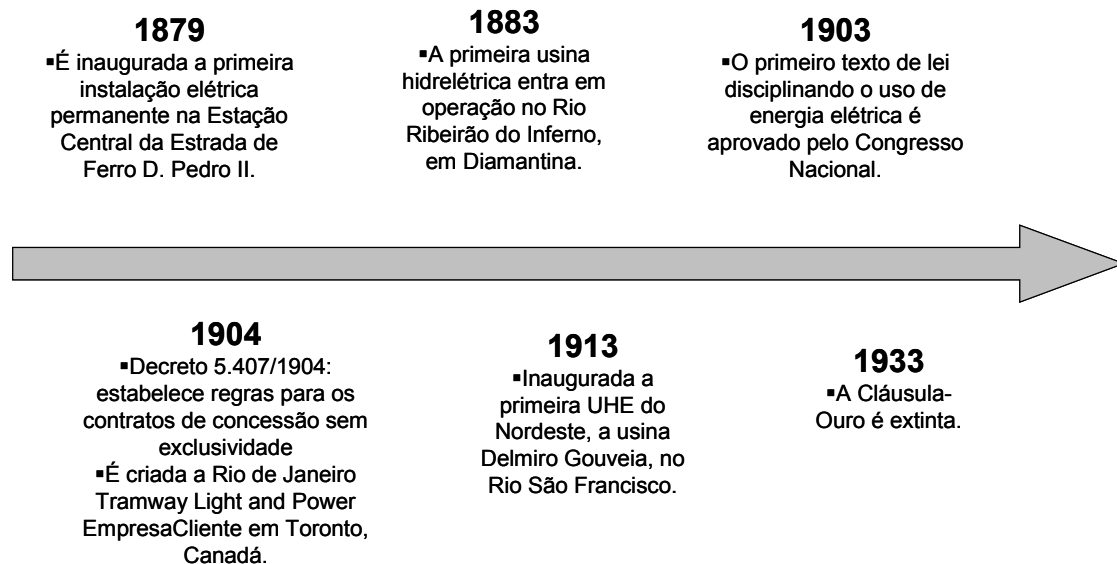 1879
▪É inaugurada a primeira
instalação elétrica
permanente na Estação
Central da Estrada de
Ferro D. Pedro II.
1883
▪A primeira usina
hidrelétrica entra em
operação no Rio
Ribeirão do Inferno,
em Diamantina.
1903
▪O primeiro texto de lei
disciplinando o uso de
energia elétrica é
aprovado pelo Congresso
Nacional.
1904
▪Decreto 5.407/1904:
estabelece regras para os
contratos de concessão sem
exclusividade
▪É criada a Rio de Janeiro
Tramway Light and Power
EmpresaCliente em Toronto,
Canadá.
1913
▪Inaugurada a
primeira UHE do
Nordeste, a usina
Delmiro Gouveia, no
Rio São Francisco.
1933
▪A Cláusula-
Ouro é extinta.